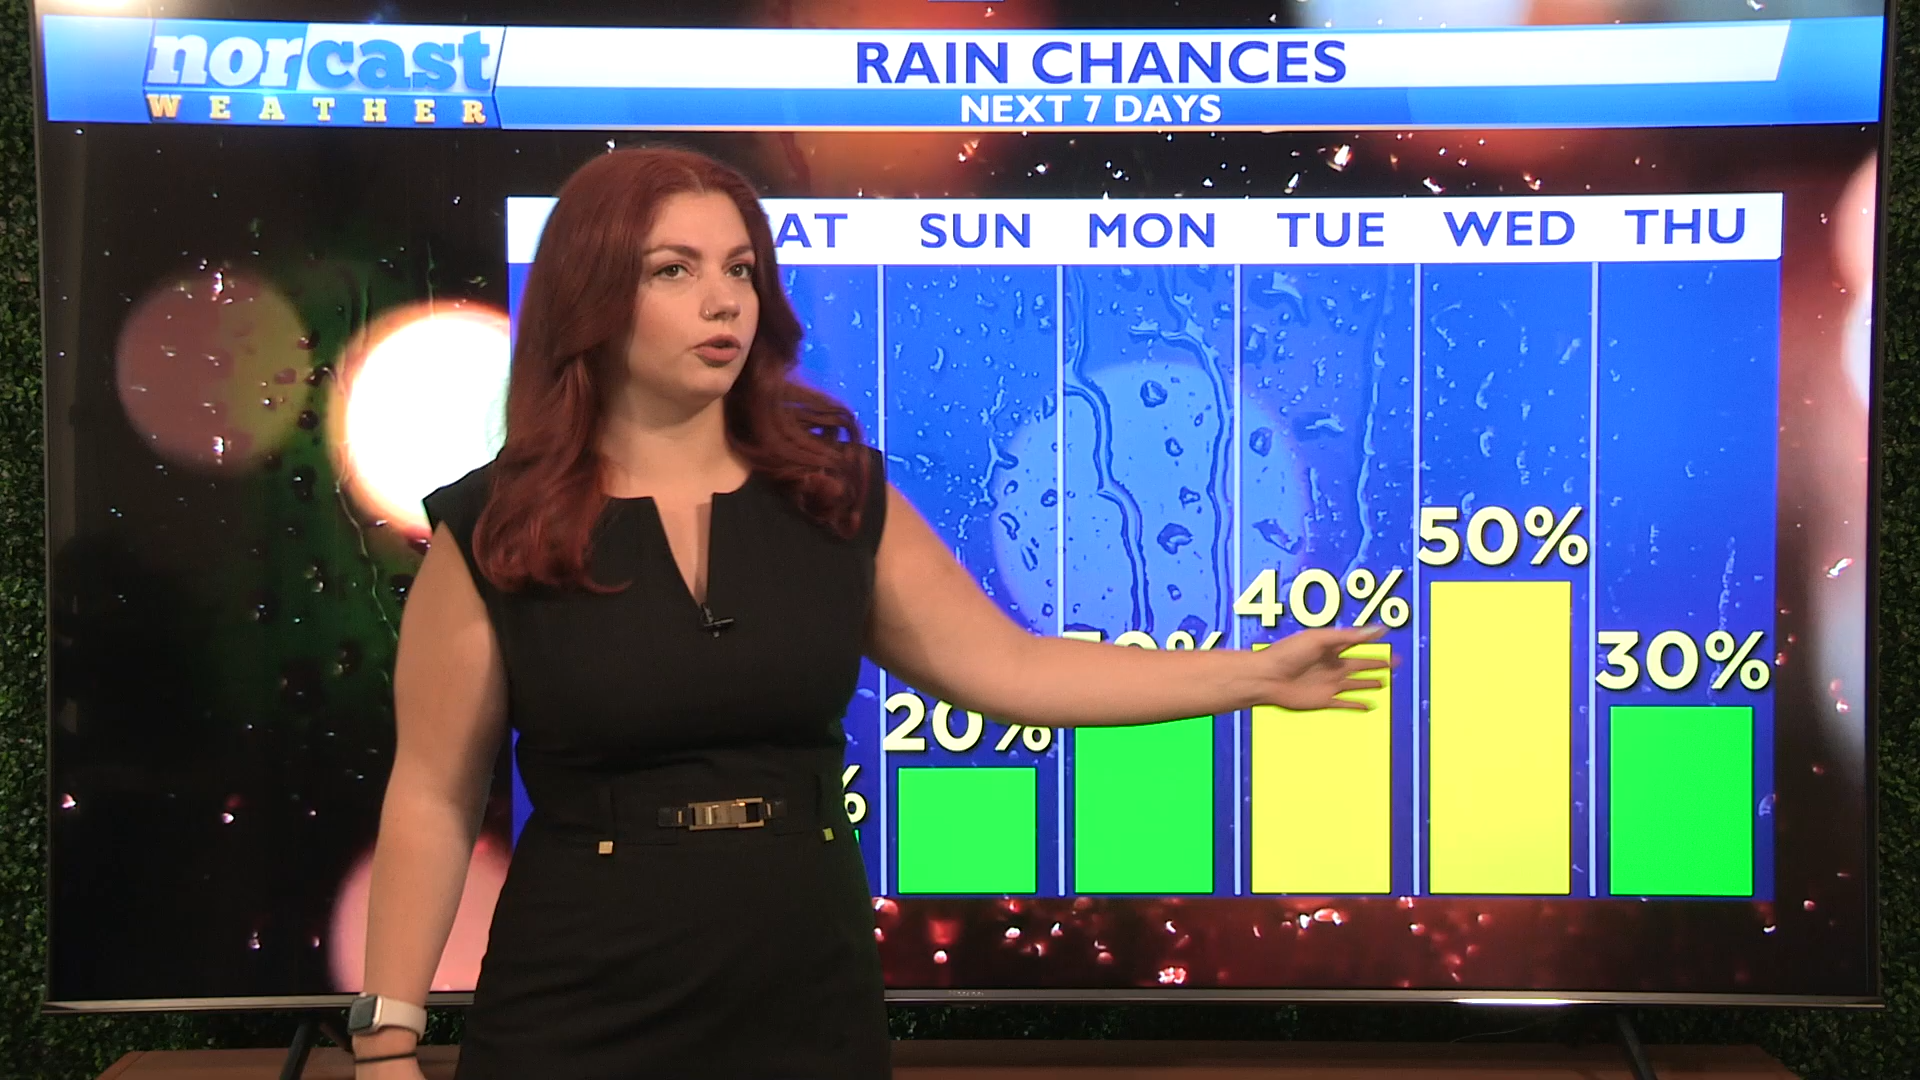 norcast
WEATHER
RAIN CHANCES
NEXT 7 DAYS
SUN MON TUE WED THU
50%
40%
30%
20%